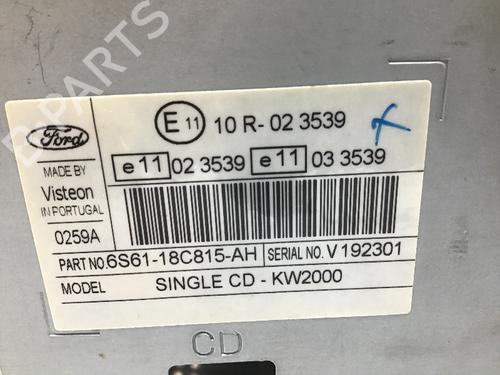 B-PARTS
Ford
E 11 10 R- 02 3539
e 11 02 3539 e 11 03 3539
MADE BY
Visteon
IN PORTUGAL
0259A
PART NO. 6S61-18C815-AH SERIAL NO. V 192301
MODEL SINGLE CD - KW2000
CD